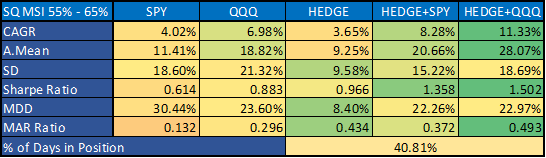 SQ MSI 55% - 65% SPY QQQ HEDGE HEDGE+SPY HEDGE+QQQ
CAGR 4.02% 6.98% 3.65% 8.28% 11.33%
A.Mean 11.41% 18.82% 9.25% 20.66% 28.07%
SD 18.60% 21.32% 9.58% 15.22% 18.69%
Sharpe Ratio 0.614 0.883 0.966 1.358 1.502
MDD 30.44% 23.60% 8.40% 22.26% 22.97%
MAR Ratio 0.132 0.296 0.434 0.372 0.493
% of Days in Position 40.81%